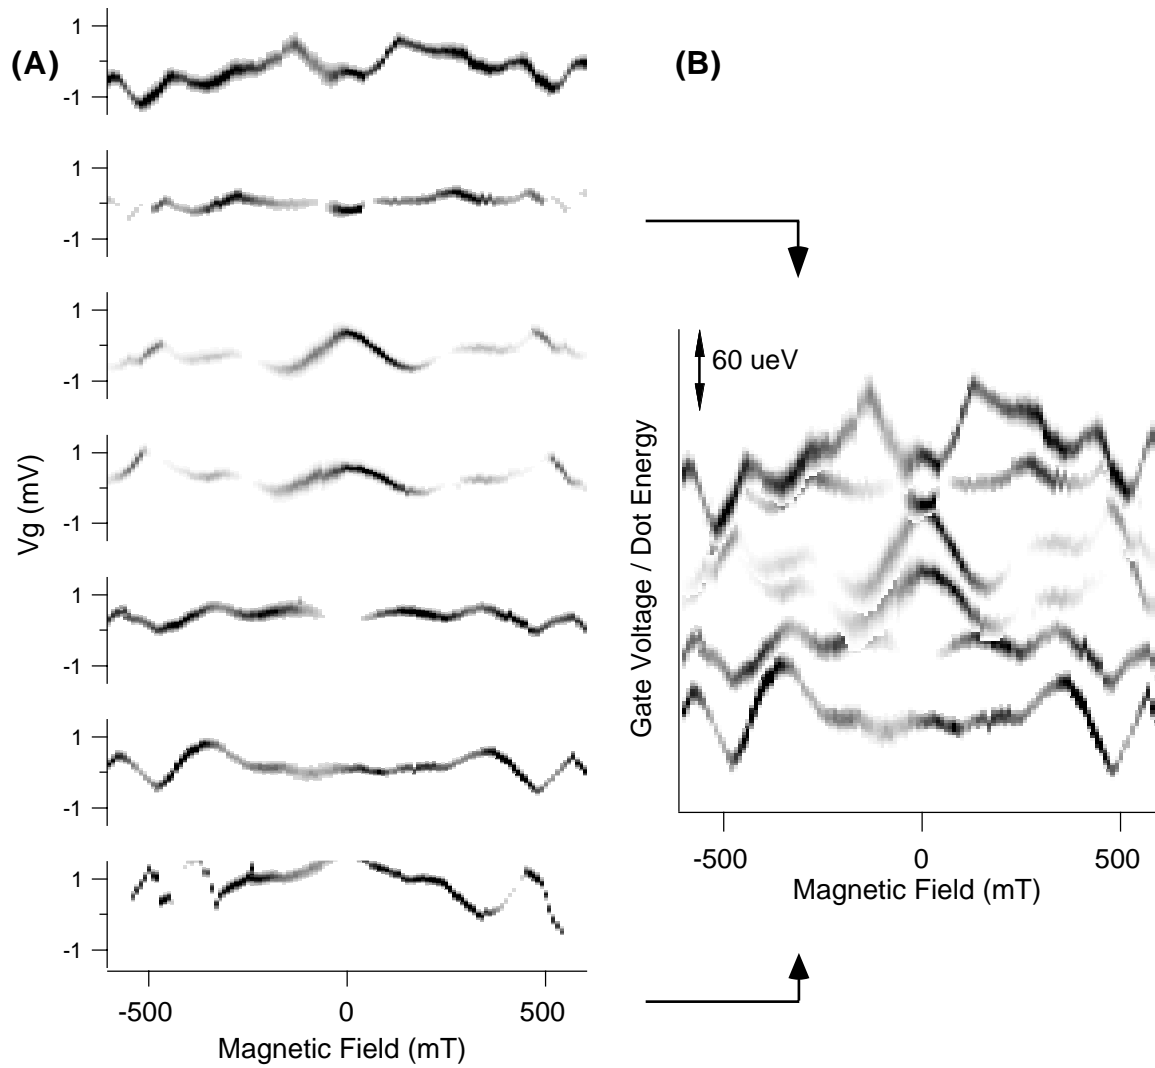 (A)
(B)
1
-1
1
-1
1
-1
1
-1
1
-1
1
-1
1
-1
Vg (mV)
-500 0 500
Magnetic Field (mT)
60 ueV
Gate Voltage / Dot Energy
-500 0 500
Magnetic Field (mT)